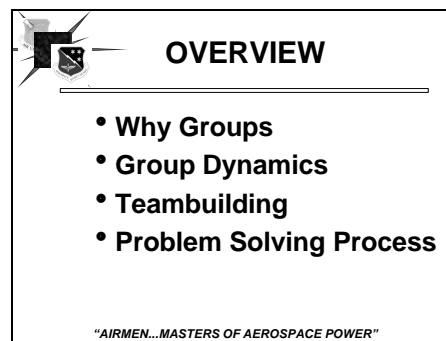 OVERVIEW
• Why Groups
• Group Dynamics
• Teambuilding
• Problem Solving Process
“AIRMEN...MASTERS OF AEROSPACE POWER”